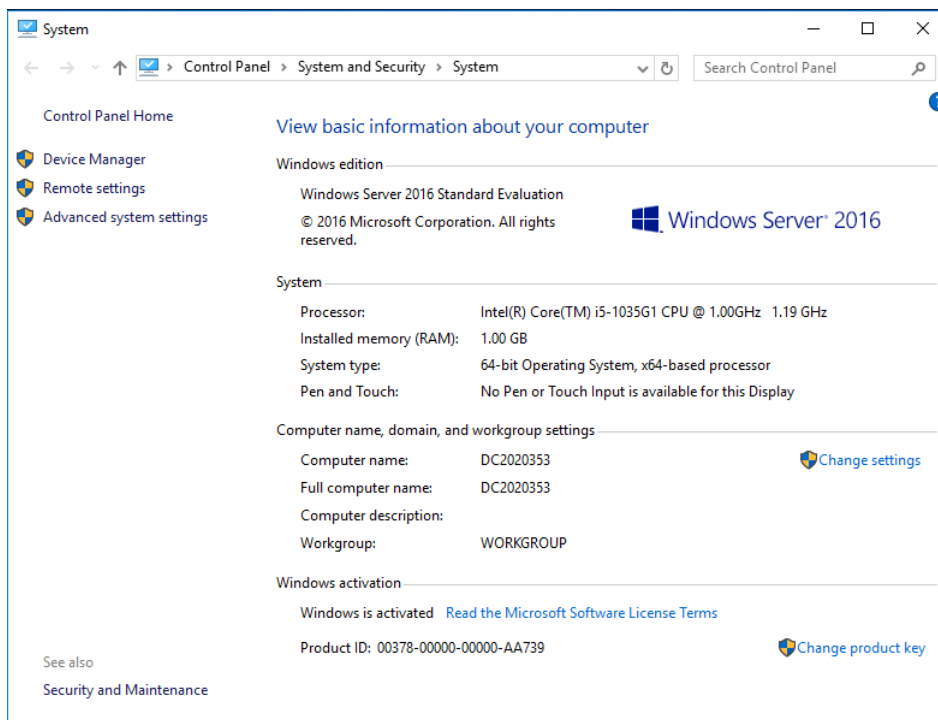 System
Control Panel > System and Security > System
Search Control Panel
Control Panel Home
Device Manager
Remote settings
Advanced system settings
View basic information about your computer
Windows edition
Windows Server 2016 Standard Evaluation
© 2016 Microsoft Corporation. All rights
reserved.
Windows Server® 2016
System
Processor: Intel(R) Core(TM) i5-1035G1 CPU @ 1.00GHz 1.19 GHz
Installed memory (RAM): 1.00 GB
System type: 64-bit Operating System, x64-based processor
Pen and Touch: No Pen or Touch Input is available for this Display
Computer name, domain, and workgroup settings
Computer name: DC2020353
Change settings
Full computer name: DC2020353
Computer description:
Workgroup: WORKGROUP
Windows activation
Windows is activated Read the Microsoft Software License Terms
Product ID: 00378-00000-00000-AA739
Change product key
See also
Security and Maintenance